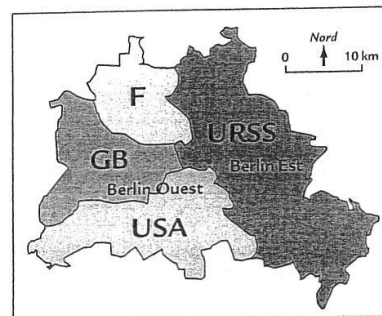 Nord
0 10 km
F
URSS
GB
Berlin Est
Berlin Ouest
USA